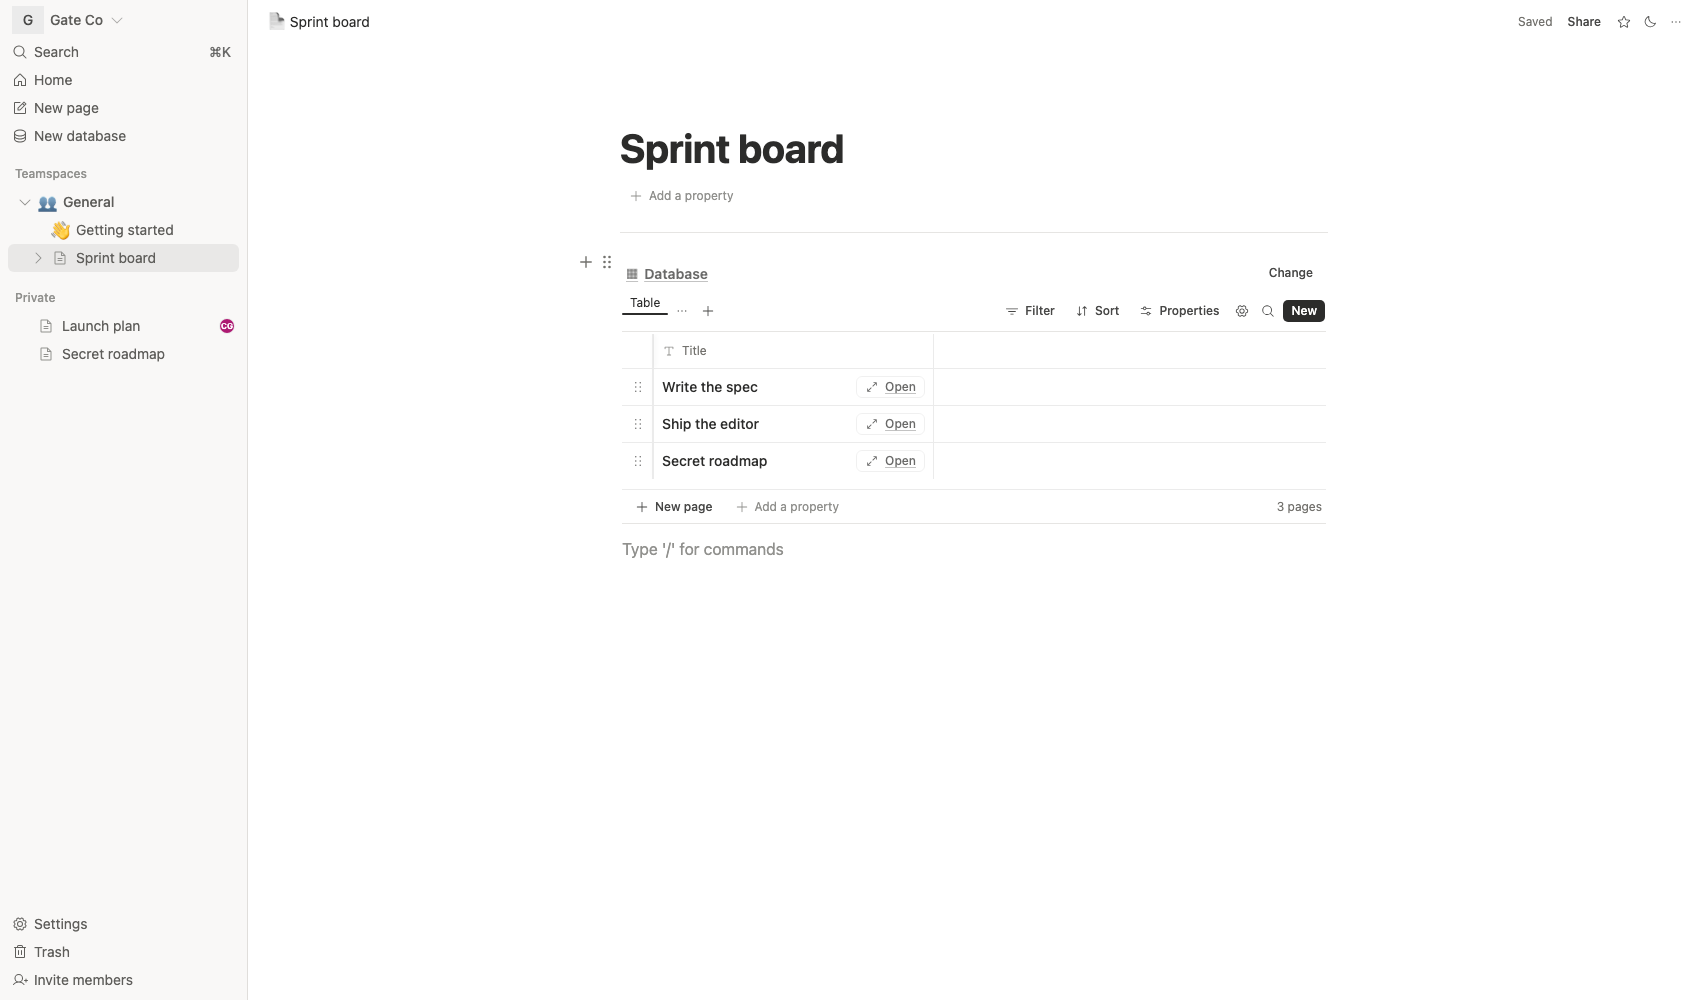 G Gate Co
Search ⌘K
Home
New page
New database
Teamspaces
General
Getting started
Sprint board
Private
Launch plan CG
Secret roadmap
Settings
Trash
Invite members
Sprint board
Saved Share
Sprint board
Add a property
Database Change
Table Filter Sort Properties New
Title
Write the spec Open
Ship the editor Open
Secret roadmap Open
New page Add a property 3 pages
Type '/' for commands